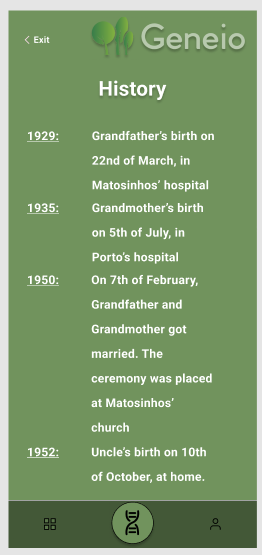 Exit
Geneio
History
1929: Grandfather's birth on
22nd of March, in
Matosinhos' hospital
1935: Grandmother's birth
on 5th of July, in
Porto's hospital
1950: On 7th of February,
Grandfather and
Grandmother got
married. The
ceremony was placed
at Matosinhos'
church
1952: Uncle's birth on 10th
of October, at home.